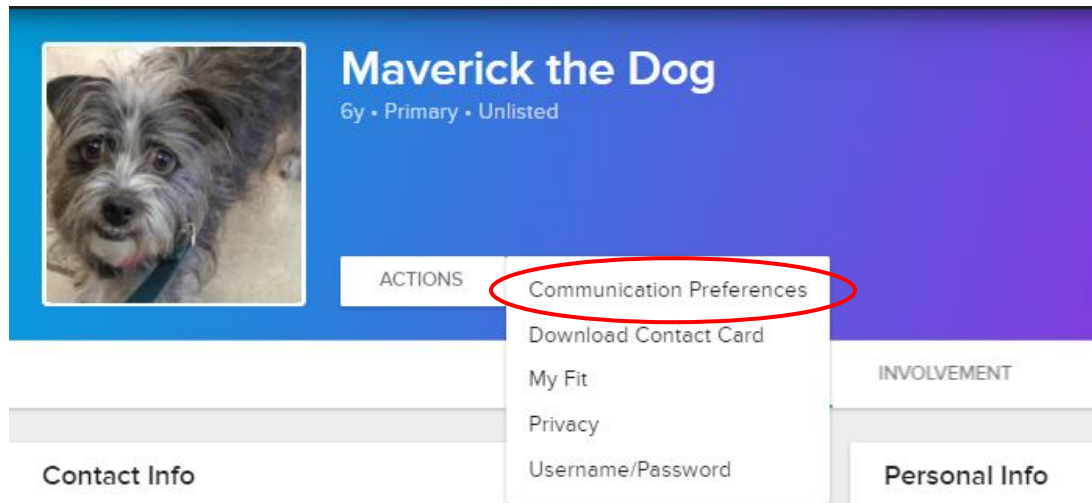 Maverick the Dog
6y • Primary • Unlisted
ACTIONS
Communication Preferences
Download Contact Card
My Fit
Privacy
Username/Password
INVOLVEMENT
Contact Info
Personal Info